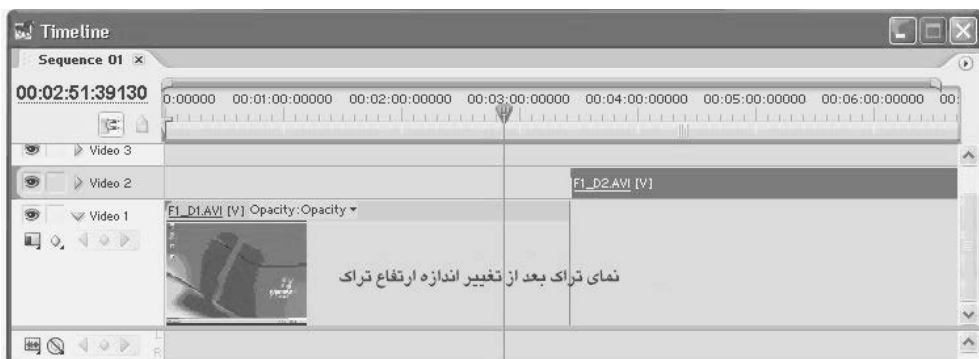 Timeline
Sequence 01 ×
00:02:51:39130
0:00000 00:01:00:00000 00:02:00:00000 00:03:00:00000 00:04:00:00000 00:05:00:00000 00:06:00:00000 00:
Video 3
Video 2
F1_D2.AVI [V]
Video 1
F1_D1.AVI [V] Opacity:Opacity
نمای تراک بعد از تغییر اندازه ارتفاع تراک
L
R